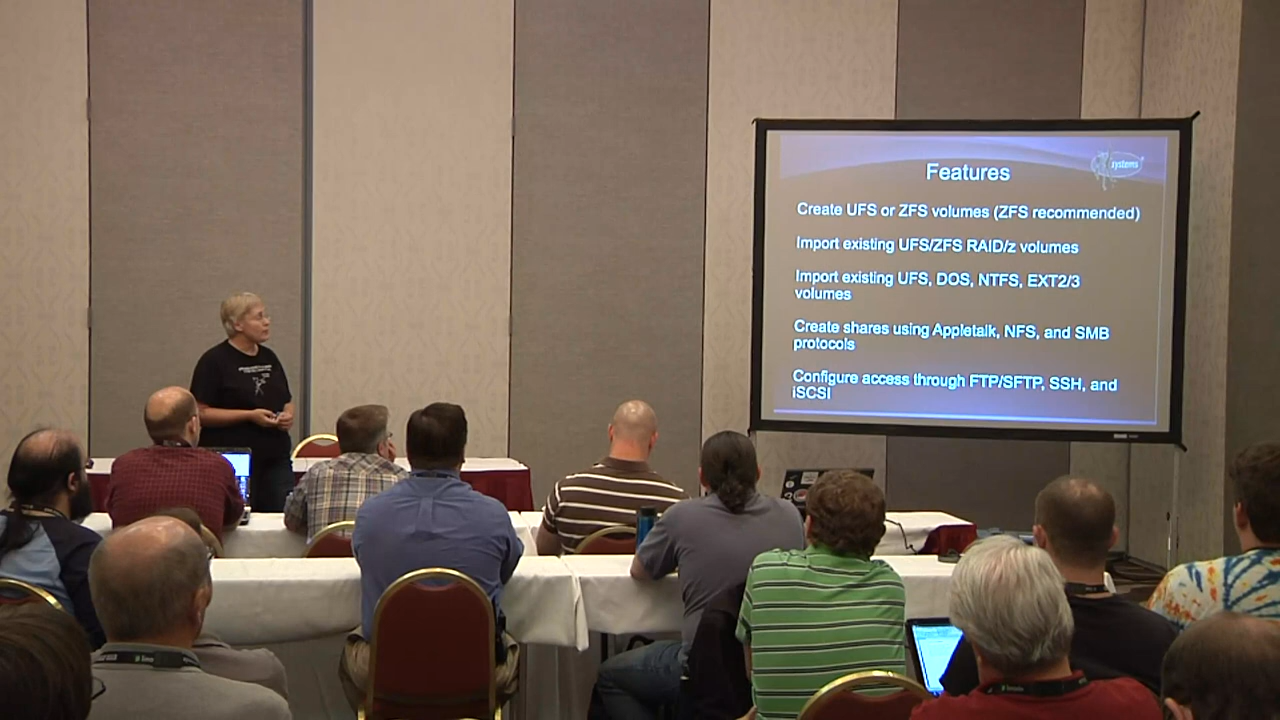 systems
Features
Create UFS or ZFS volumes (ZFS recommended)
Import existing UFS/ZFS RAID/z volumes
Import existing UFS, DOS, NTFS, EXT2/3
volumes
Create shares using Appletalk, NFS, and SMB
protocols
Configure access through FTP/SFTP, SSH, and
iSCSI